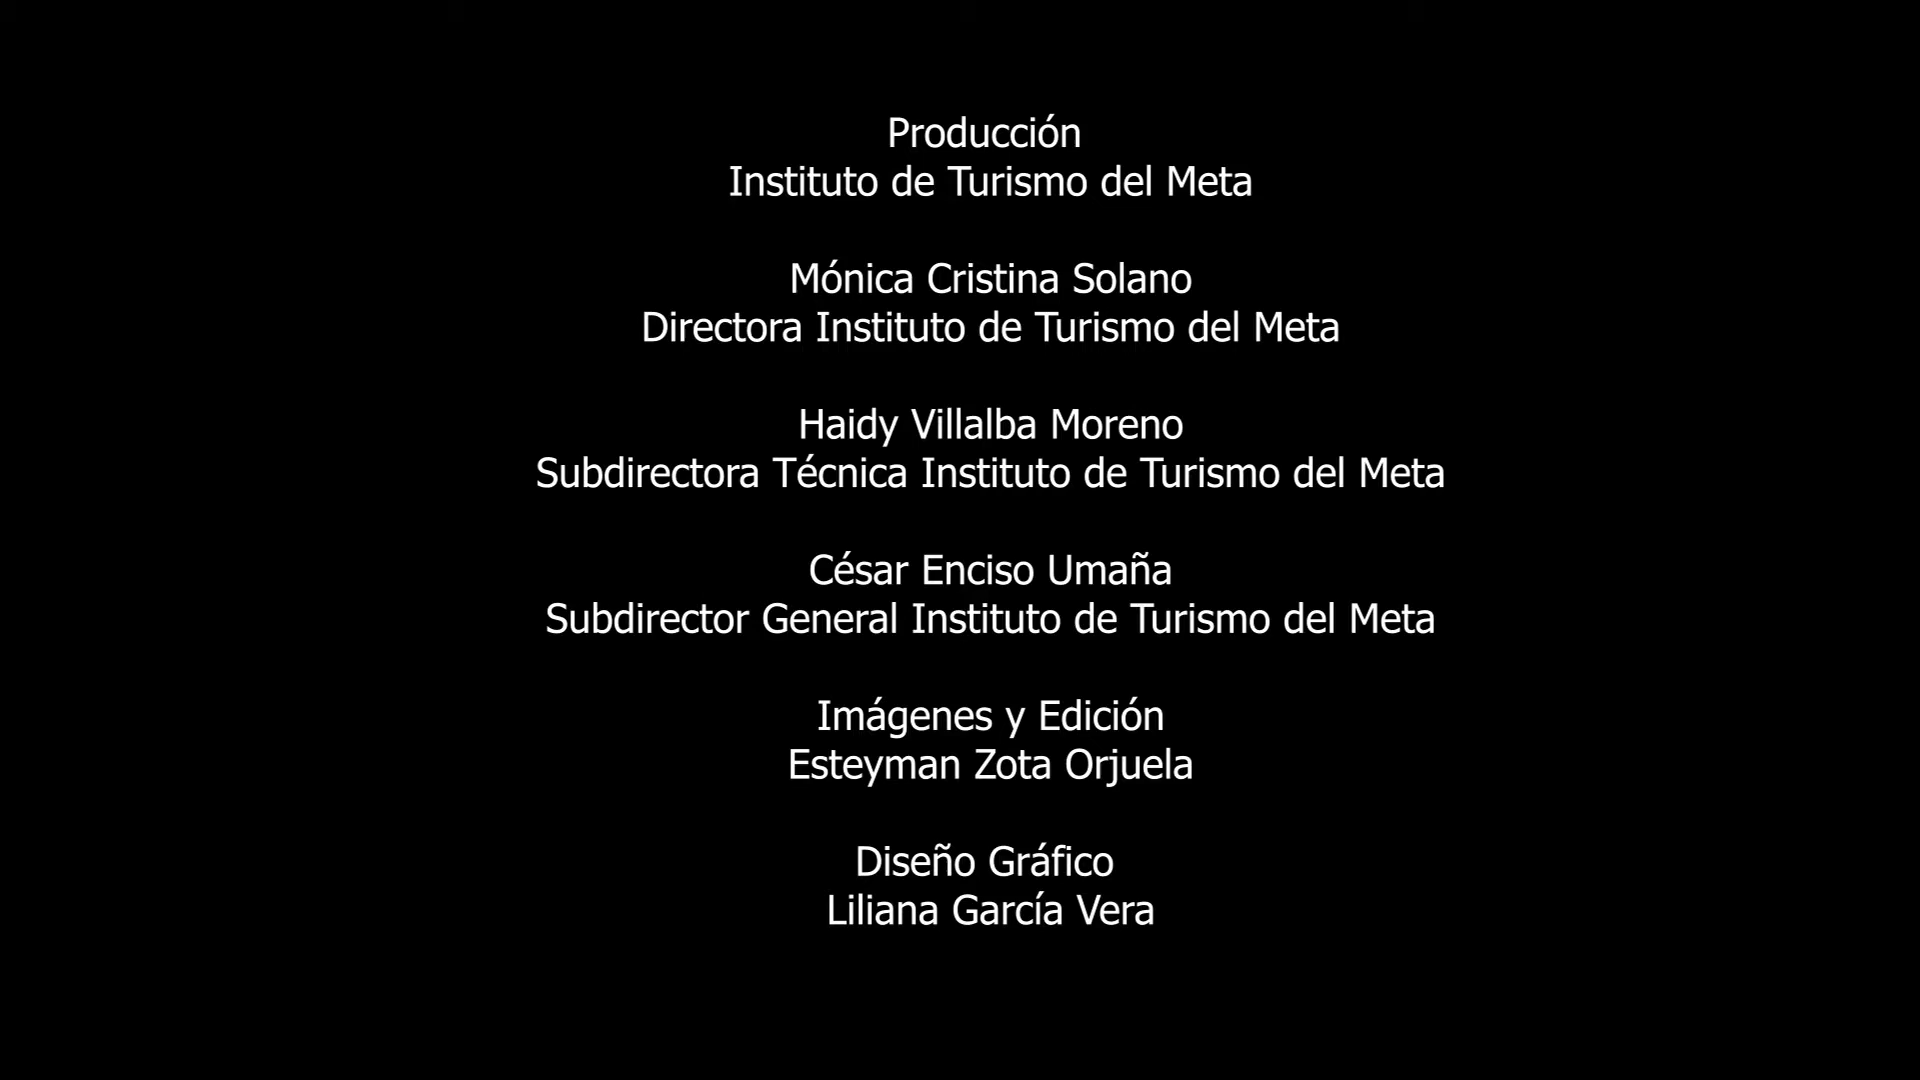 Producción
Instituto de Turismo del Meta
Mónica Cristina Solano
Directora Instituto de Turismo del Meta
Haidy Villalba Moreno
Subdirectora Técnica Instituto de Turismo del Meta
César Enciso Umaña
Subdirector General Instituto de Turismo del Meta
Imágenes y Edición
Esteyman Zota Orjuela
Diseño Gráfico
Liliana García Vera